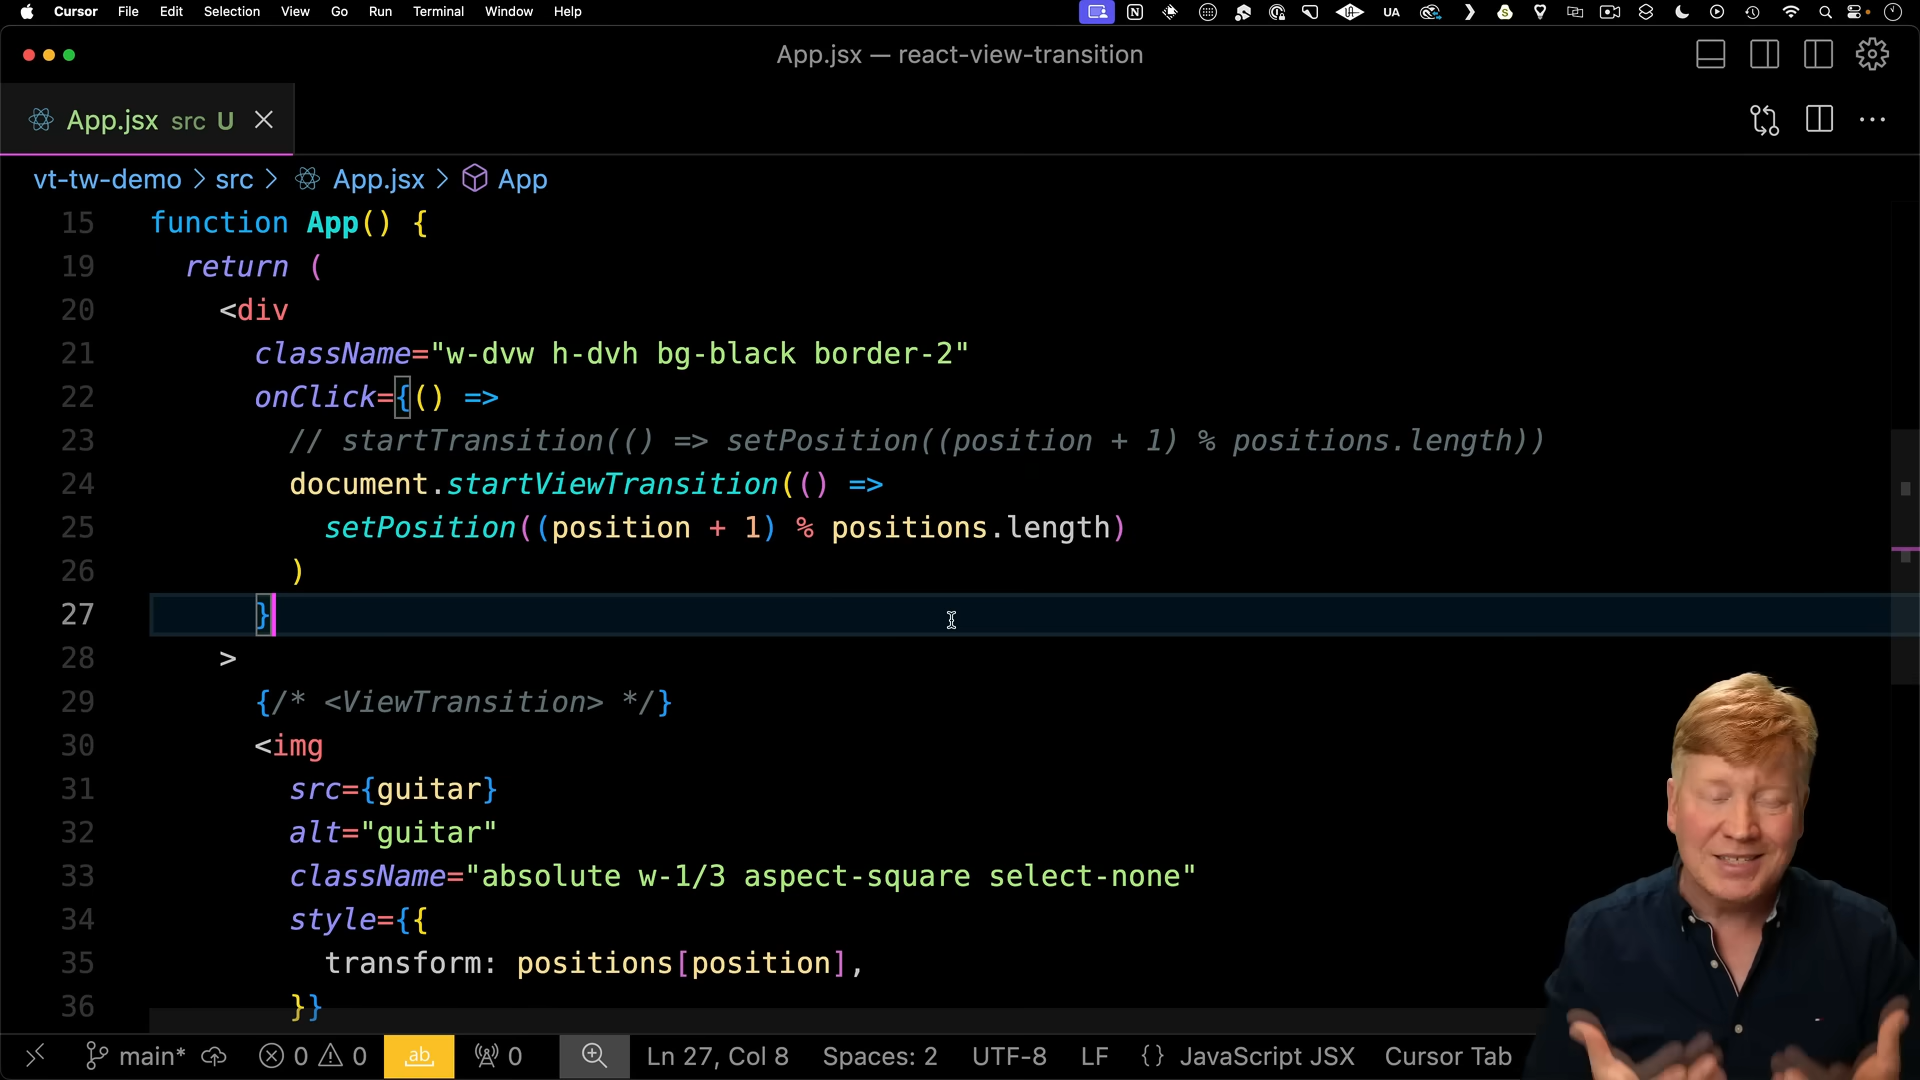 Cursor File Edit Selection View Go Run Terminal Window Help UA
App.jsx — react-view-transition
App.jsx src U
vt-tw-demo > src > App.jsx > App
15 function App() {
19 return (
20 <div
21 className="w-dvw h-dvh bg-black border-2"
22 onClick={() =>
23 // startTransition(() => setPosition((position + 1) % positions.length))
24 document.startViewTransition(() =>
25 setPosition((position + 1) % positions.length)
26 )
27 }
28 >
29 {/* <ViewTransition> */}
30 <img
31 src={guitar}
32 alt="guitar"
33 className="absolute w-1/3 aspect-square select-none"
34 style={{
35 transform: positions[position],
36 }}
main* 0 0 ab 0 Ln 27, Col 8 Spaces: 2 UTF-8 LF {} JavaScript JSX Cursor Tab